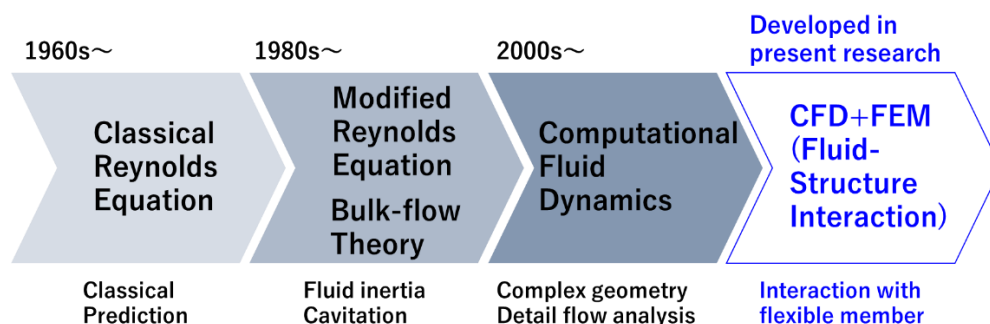 1960s～
1980s～
2000s～
Developed in
present research
Classical
Reynolds
Equation
Modified
Reynolds
Equation
Bulk-flow
Theory
Computational
Fluid
Dynamics
CFD+FEM
(Fluid-
Structure
Interaction)
Classical
Prediction
Fluid inertia
Cavitation
Complex geometry
Detail flow analysis
Interaction with
flexible member